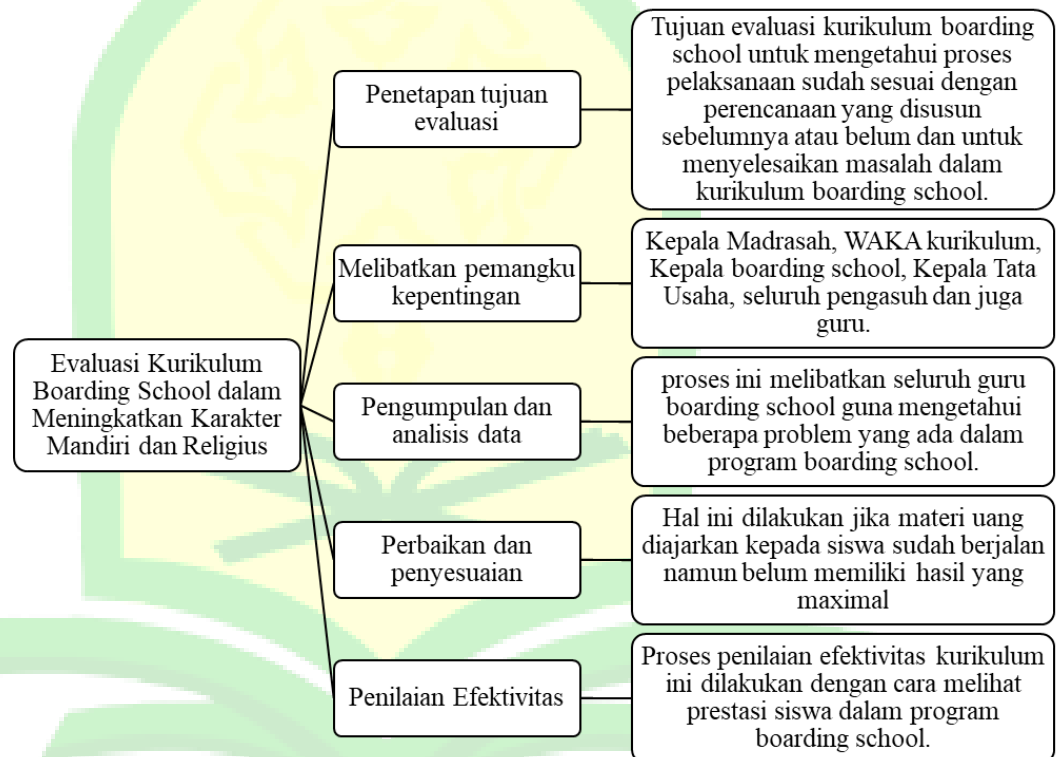 Evaluasi Kurikulum
Boarding School dalam
Meningkatkan Karakter
Mandiri dan Religius
Penetapan tujuan
evaluasi
Tujuan evaluasi kurikulum boarding
school untuk mengetahui proses
pelaksanaan sudah sesuai dengan
perencanaan yang disusun
sebelumnya atau belum dan untuk
menyelesaikan masalah dalam
kurikulum boarding school.
Melibatkan pemangku
kepentingan
Kepala Madrasah, WAKA kurikulum,
Kepala boarding school, Kepala Tata
Usaha, seluruh pengasuh dan juga
guru.
Pengumpulan dan
analisis data
proses ini melibatkan seluruh guru
boarding school guna mengetahui
beberapa problem yang ada dalam
program boarding school.
Perbaikan dan
penyesuaian
Hal ini dilakukan jika materi uang
diajarkan kepada siswa sudah berjalan
namun belum memiliki hasil yang
maximal
Penilaian Efektivitas
Proses penilaian efektivitas kurikulum
ini dilakukan dengan cara melihat
prestasi siswa dalam program
boarding school.